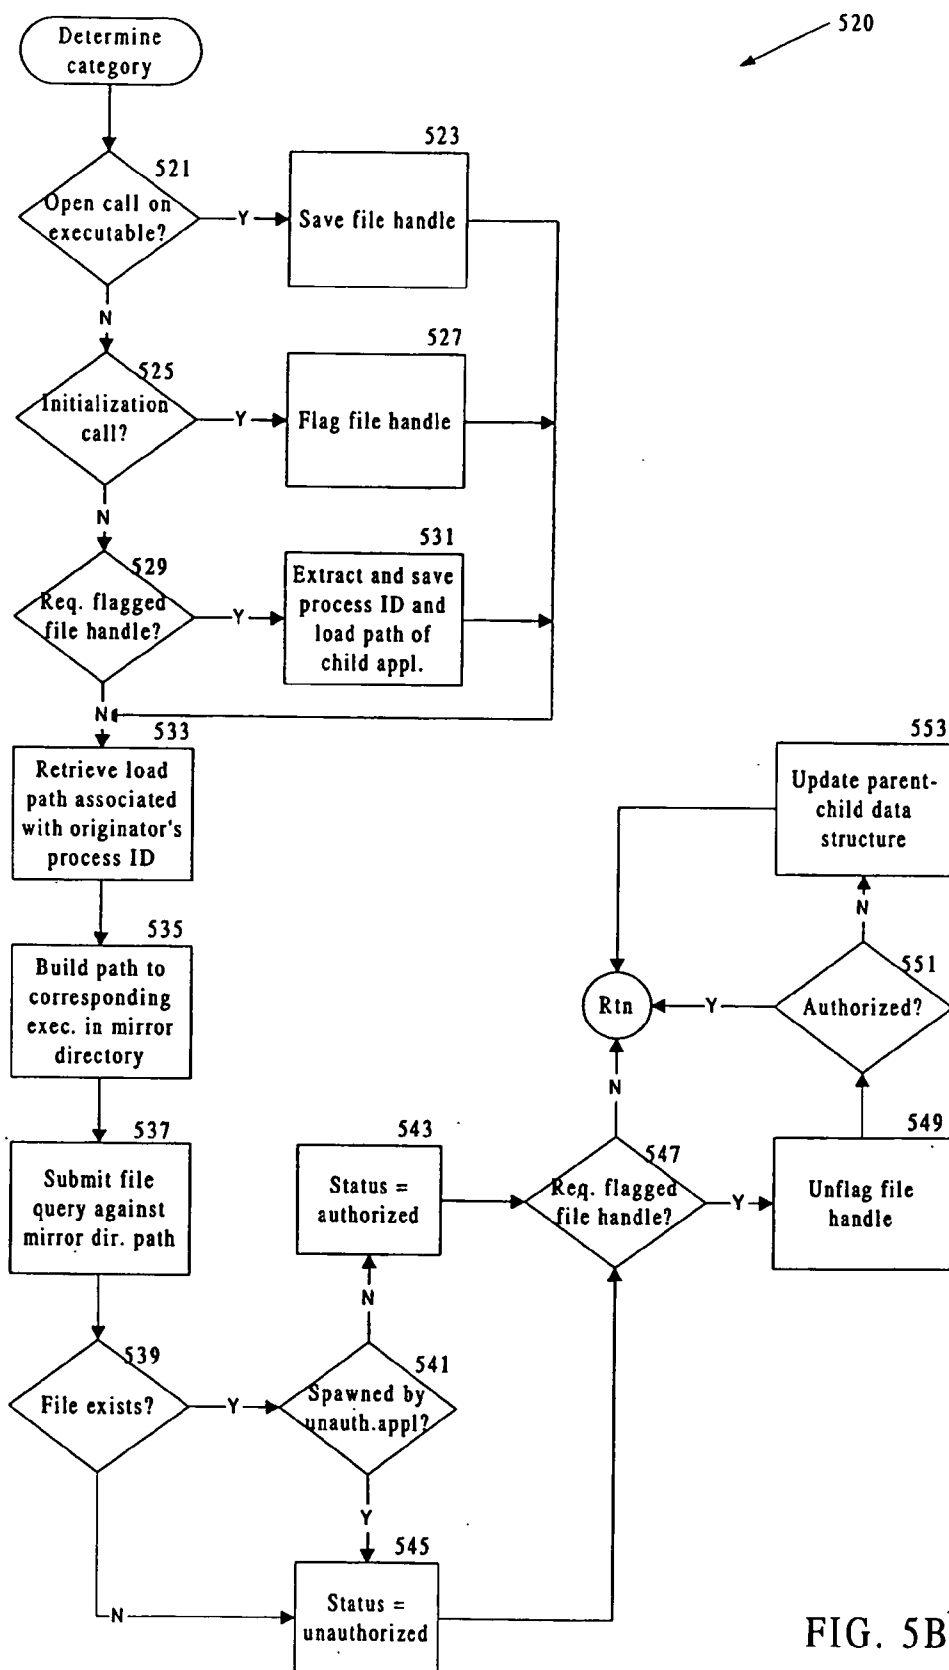 Determine
category
520
521
Open call on
executable?
Y
523
Save file handle
N
525
Initialization
call?
Y
527
Flag file handle
N
529
Req. flagged
file handle?
Y
531
Extract and save
process ID and
load path of
child appl.
N
533
Retrieve load
path associated
with originator's
process ID
535
Build path to
corresponding
exec. in mirror
directory
537
Submit file
query against
mirror dir. path
539
File exists?
Y
N
541
Spawned by
unauth.appl?
N
Y
543
Status =
authorized
545
Status =
unauthorized
547
Req. flagged
file handle?
N
Y
549
Unflag file
handle
551
Authorized?
Y
N
553
Update parent-
child data
structure
Rtn
FIG. 5B